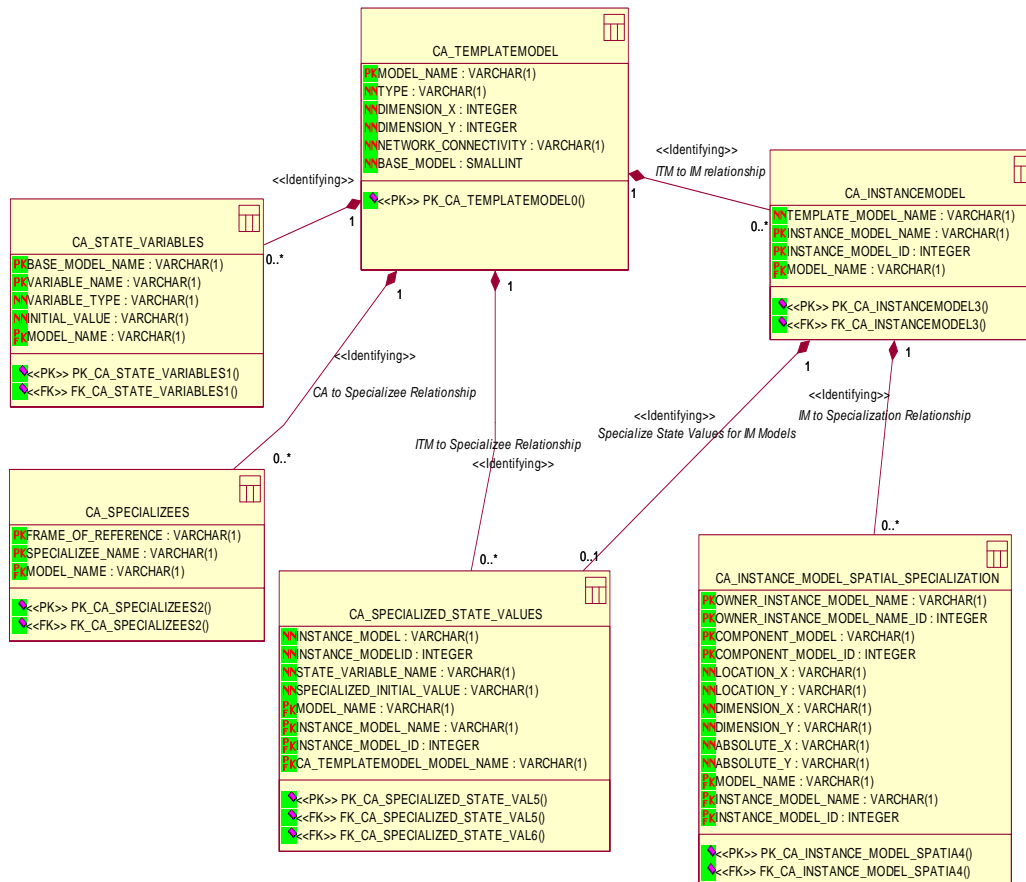 CA_TEMPLATEMODEL
PK MODEL_NAME : VARCHAR(1)
NN TYPE : VARCHAR(1)
NN DIMENSION_X : INTEGER
NN DIMENSION_Y : INTEGER
NN NETWORK_CONNECTIVITY : VARCHAR(1)
NN BASE_MODEL : SMALLINT
<<PK>> PK_CA_TEMPLATEMODEL0()
<<Identifying>>
1
0..*
<<Identifying>>
ITM to IM relationship
1
0..*
CA_STATE_VARIABLES
PK BASE_MODEL_NAME : VARCHAR(1)
PK VARIABLE_NAME : VARCHAR(1)
NN VARIABLE_TYPE : VARCHAR(1)
NN INITIAL_VALUE : VARCHAR(1)
PFK MODEL_NAME : VARCHAR(1)
<<PK>> PK_CA_STATE_VARIABLES1()
<<FK>> FK_CA_STATE_VARIABLES1()
CA_INSTANCEMODEL
NN TEMPLATE_MODEL_NAME : VARCHAR(1)
PK INSTANCE_MODEL_NAME : VARCHAR(1)
PK INSTANCE_MODEL_ID : INTEGER
PFK MODEL_NAME : VARCHAR(1)
<<PK>> PK_CA_INSTANCEMODEL3()
<<FK>> FK_CA_INSTANCEMODEL3()
1
<<Identifying>>
CA to Specializee Relationship
0..*
1
ITM to Specializee Relationship
<<Identifying>>
0..*
1
<<Identifying>>
Specialize State Values for IM Models
0..1
1
<<Identifying>>
IM to Specialization Relationship
0..*
CA_SPECIALIZEES
PK FRAME_OF_REFERENCE : VARCHAR(1)
PK SPECIALIZEE_NAME : VARCHAR(1)
PFK MODEL_NAME : VARCHAR(1)
<<PK>> PK_CA_SPECIALIZEES2()
<<FK>> FK_CA_SPECIALIZEES2()
CA_SPECIALIZED_STATE_VALUES
NN INSTANCE_MODEL : VARCHAR(1)
NN INSTANCE_MODELID : INTEGER
NN STATE_VARIABLE_NAME : VARCHAR(1)
NN SPECIALIZED_INITIAL_VALUE : VARCHAR(1)
PFK MODEL_NAME : VARCHAR(1)
PFK INSTANCE_MODEL_NAME : VARCHAR(1)
PFK INSTANCE_MODEL_ID : INTEGER
PFK CA_TEMPLATEMODEL_MODEL_NAME : VARCHAR(1)
<<PK>> PK_CA_SPECIALIZED_STATE_VAL5()
<<FK>> FK_CA_SPECIALIZED_STATE_VAL5()
<<FK>> FK_CA_SPECIALIZED_STATE_VAL6()
CA_INSTANCE_MODEL_SPATIAL_SPECIALIZATION
PK OWNER_INSTANCE_MODEL_NAME : VARCHAR(1)
PK OWNER_INSTANCE_MODEL_NAME_ID : INTEGER
PK COMPONENT_MODEL : VARCHAR(1)
PK COMPONENT_MODEL_ID : INTEGER
NN LOCATION_X : VARCHAR(1)
NN LOCATION_Y : VARCHAR(1)
NN DIMENSION_X : VARCHAR(1)
NN DIMENSION_Y : VARCHAR(1)
NN ABSOLUTE_X : VARCHAR(1)
NN ABSOLUTE_Y : VARCHAR(1)
PFK MODEL_NAME : VARCHAR(1)
PFK INSTANCE_MODEL_NAME : VARCHAR(1)
PFK INSTANCE_MODEL_ID : INTEGER
<<PK>> PK_CA_INSTANCE_MODEL_SPATIA4()
<<FK>> FK_CA_INSTANCE_MODEL_SPATIA4()